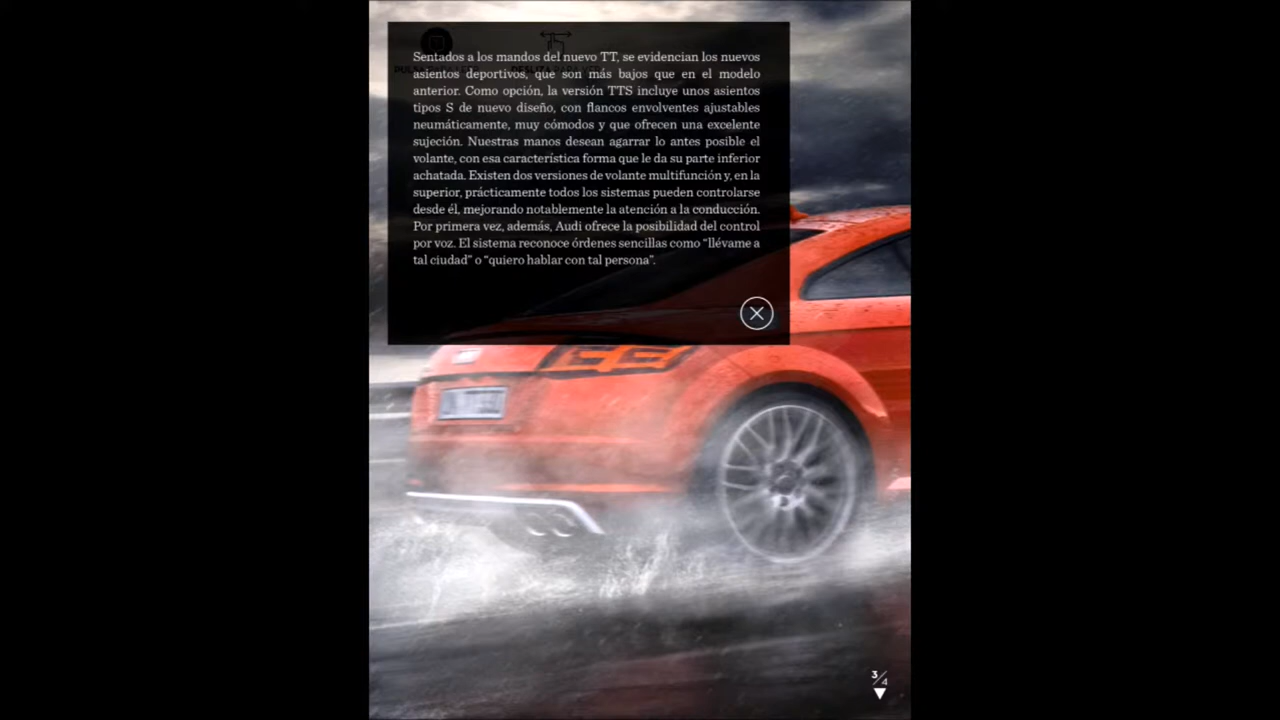 Sentados a los mandos del nuevo TT, se evidencian los nuevos
asientos deportivos, que son más bajos que en el modelo
anterior. Como opción, la versión TTS incluye unos asientos
tipos S de nuevo diseño, con flancos envolventes ajustables
neumáticamente, muy cómodos y que ofrecen una excelente
sujeción. Nuestras manos desean agarrar lo antes posible el
volante, con esa característica forma que le da su parte inferior
achatada. Existen dos versiones de volante multifunción y, en la
superior, prácticamente todos los sistemas pueden controlarse
desde él, mejorando notablemente la atención a la conducción.
Por primera vez, además, Audi ofrece la posibilidad del control
por voz. El sistema reconoce órdenes sencillas como “llévame a
tal ciudad” o “quiero hablar con tal persona”.
3/4